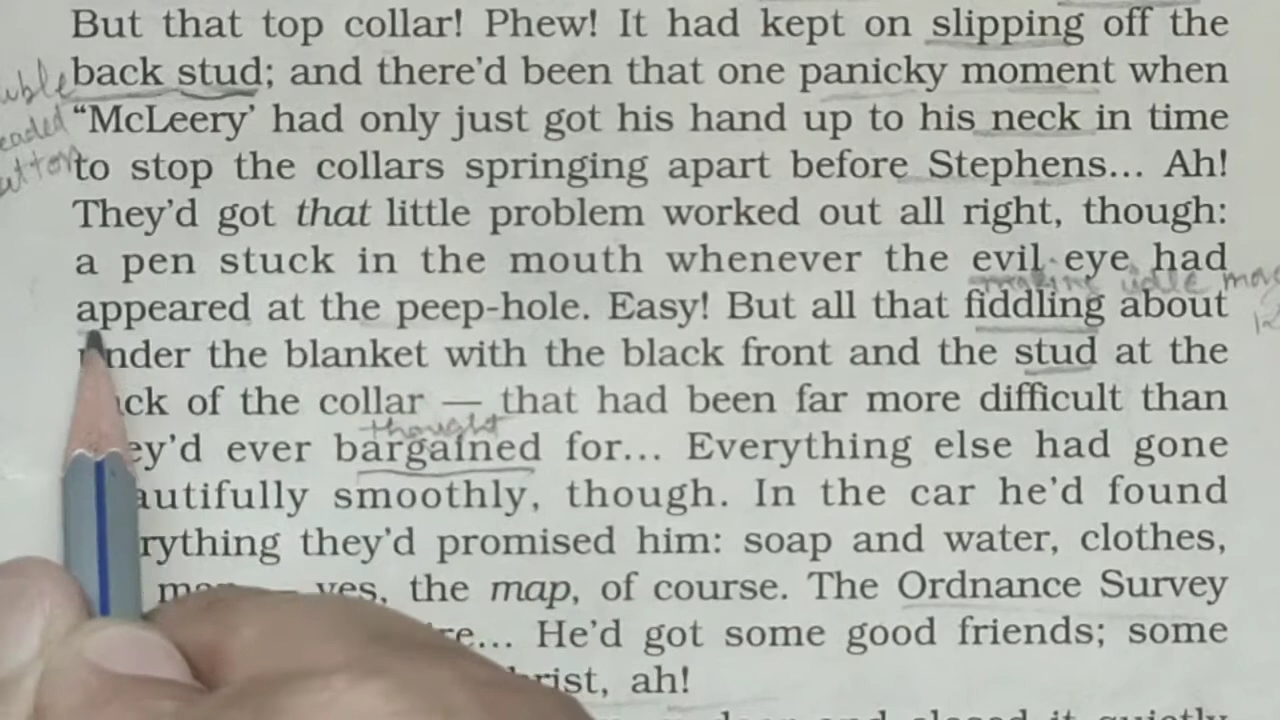 But that top collar! Phew! It had kept on slipping off the
back stud; and there'd been that one panicky moment when
“McLeery’ had only just got his hand up to his neck in time
to stop the collars springing apart before Stephens... Ah!
They'd got that little problem worked out all right, though:
a pen stuck in the mouth whenever the evil eye had
appeared at the peep-hole. Easy! But all that fiddling about
under the blanket with the black front and the stud at the
ck of the collar — that had been far more difficult than
thought
ey'd ever bargained for... Everything else had gone
autifully smoothly, though. In the car he'd found
rything they'd promised him: soap and water, clothes,
yes, the map, of course. The Ordnance Survey
re... He'd got some good friends; some
rist, ah!